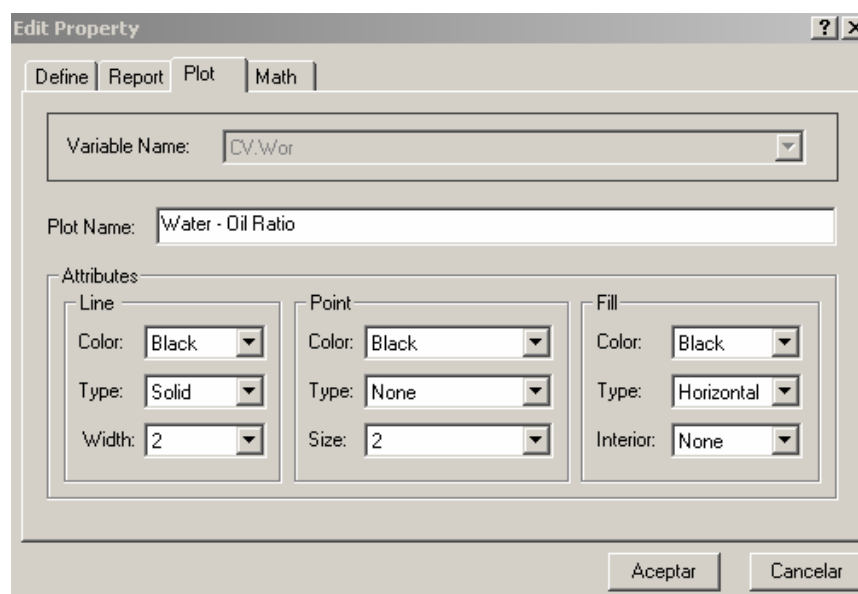 Edit Property
Define Report Plot Math
Variable Name: CV.Wor
Plot Name: Water - Oil Ratio
Attributes
Line Point Fill
Color: Black Color: Black Color: Black
Type: Solid Type: None Type: Horizontal
Width: 2 Size: 2 Interior: None
Aceptar Cancelar